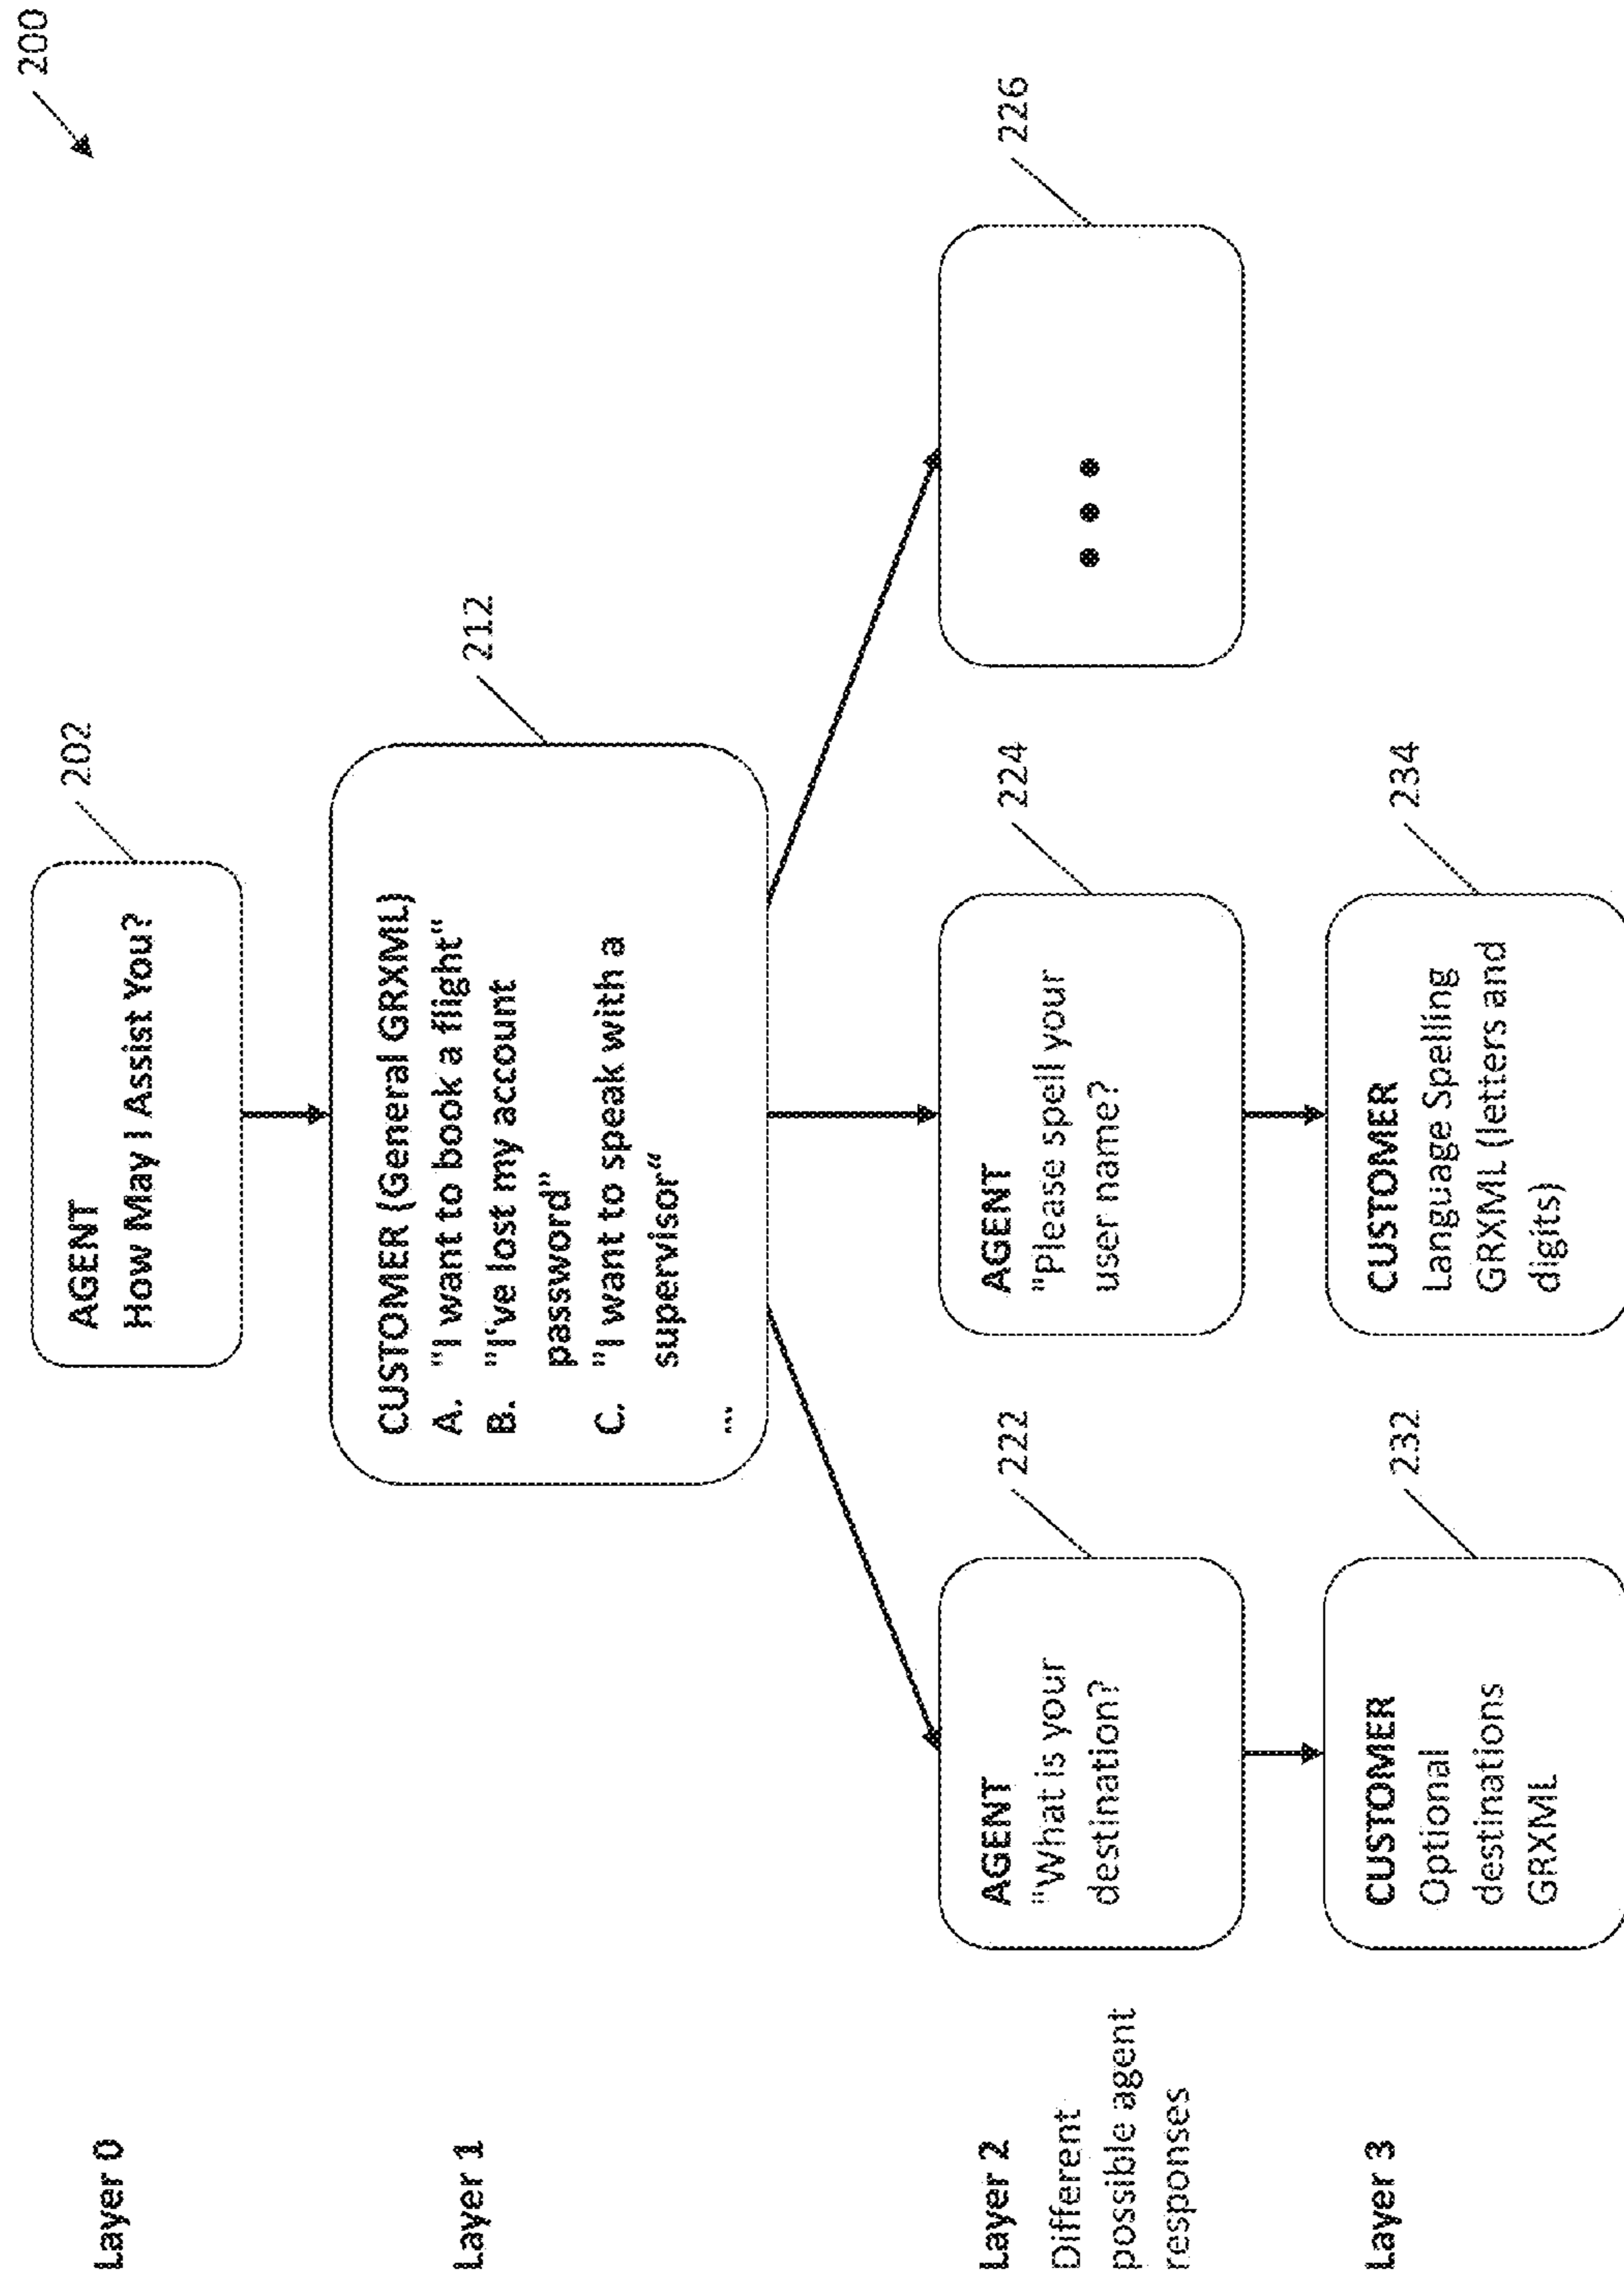 200
Layer 0
AGENT
How May I Assist You?
202
Layer 1
CUSTOMER (General GRXML)
A. "I want to book a flight"
B. "I've lost my account
password"
C. "I want to speak with a
supervisor"
...
212
Layer 2
Different
possible agent
responses
AGENT
"What is your
destination?
222
AGENT
"Please spell your
user name?
224
• • •
226
Layer 3
CUSTOMER
Optional
destinations
GRXML
232
CUSTOMER
Language Spelling
GRXML (letters and
digits)
234